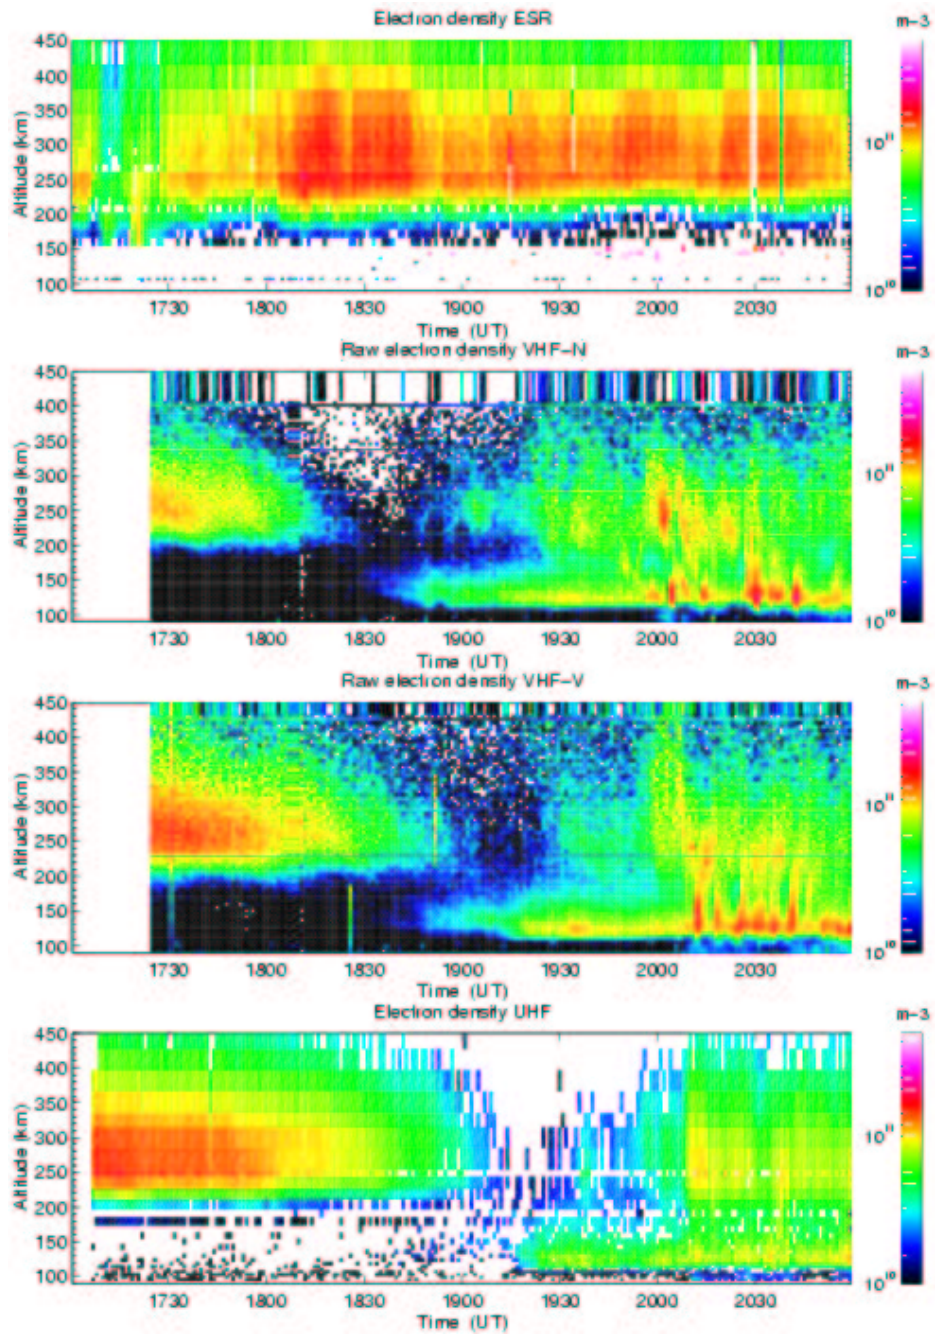 Electron density ESR
m-3
450
400
350
300
250
200
150
100
Altitude (km)
10¹¹
10¹⁰
1730 1800 1830 1900 1930 2000 2030
Time (UT)
Raw electron density VHF-N
m-3
450
400
350
300
250
200
150
100
Altitude (km)
10¹¹
10¹⁰
1730 1800 1830 1900 1930 2000 2030
Time (UT)
Raw electron density VHF-V
m-3
450
400
350
300
250
200
150
100
Altitude (km)
10¹¹
10¹⁰
1730 1800 1830 1900 1930 2000 2030
Time (UT)
Electron density UHF
m-3
450
400
350
300
250
200
150
100
Altitude (km)
10¹¹
10¹⁰
1730 1800 1830 1900 1930 2000 2030
Time (UT)